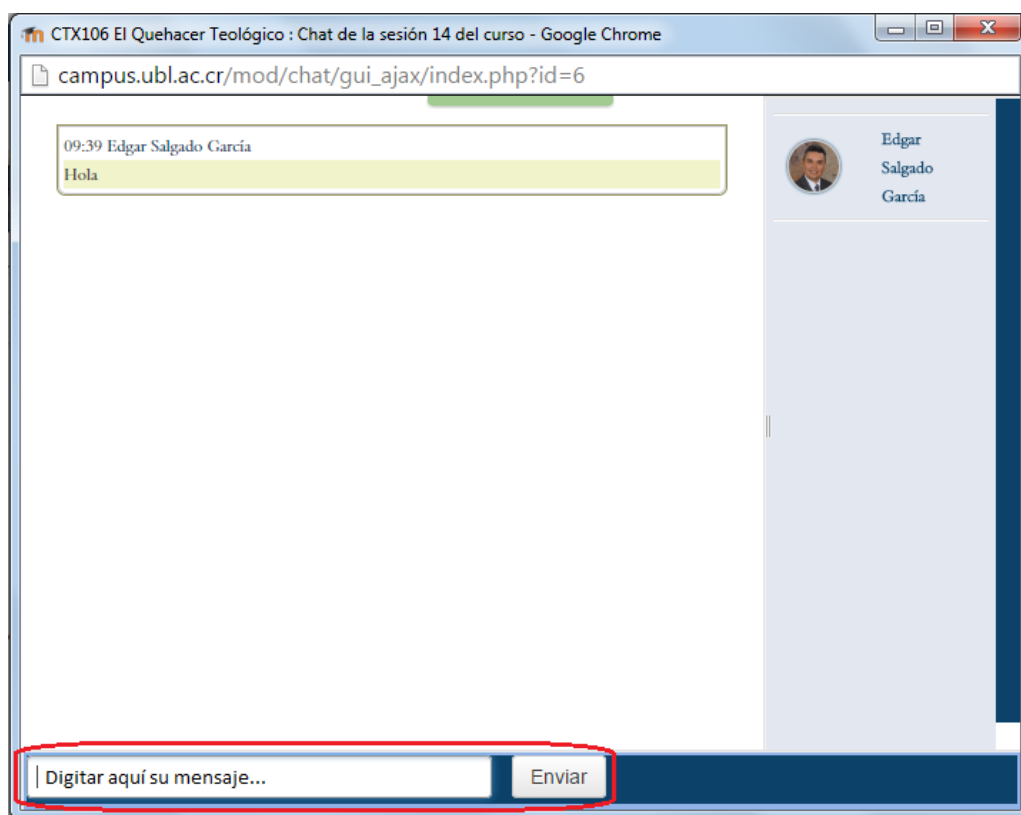 CTX106 El Quehacer Teológico : Chat de la sesión 14 del curso - Google Chrome
campus.ubl.ac.cr/mod/chat/gui_ajax/index.php?id=6
09:39 Edgar Salgado García
Hola
Edgar
Salgado
García
Digitar aquí su mensaje...
Enviar